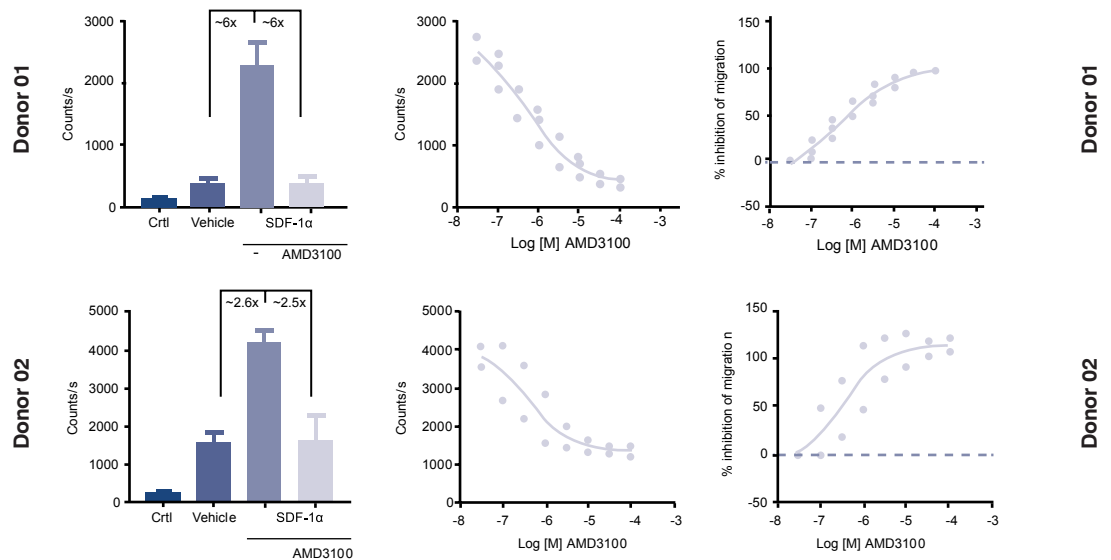 Donor 01
Counts/s
3000
2000
1000
0
~6x
~6x
Crtl
Vehicle
SDF-1α
-
AMD3100
Counts/s
3000
2000
1000
0
-8
-7
-6
-5
-4
-3
Log [M] AMD3100
% inhibition of migration
150
100
50
0
-50
-8
-7
-6
-5
-4
-3
Log [M] AMD3100
Donor 01
Donor 02
Counts/s
5000
4000
3000
2000
1000
0
~2.6x
~2.5x
Crtl
Vehicle
SDF-1α
AMD3100
Counts/s
5000
4000
3000
4000
1000
0
-8
-7
-6
-5
−4
-3
Log [M] AMD3100
% inibition of migratio n
150
100
50
0
-50
-8
-7
-6
-5
−4
-3
Log [M] AMD3100
Donor 02